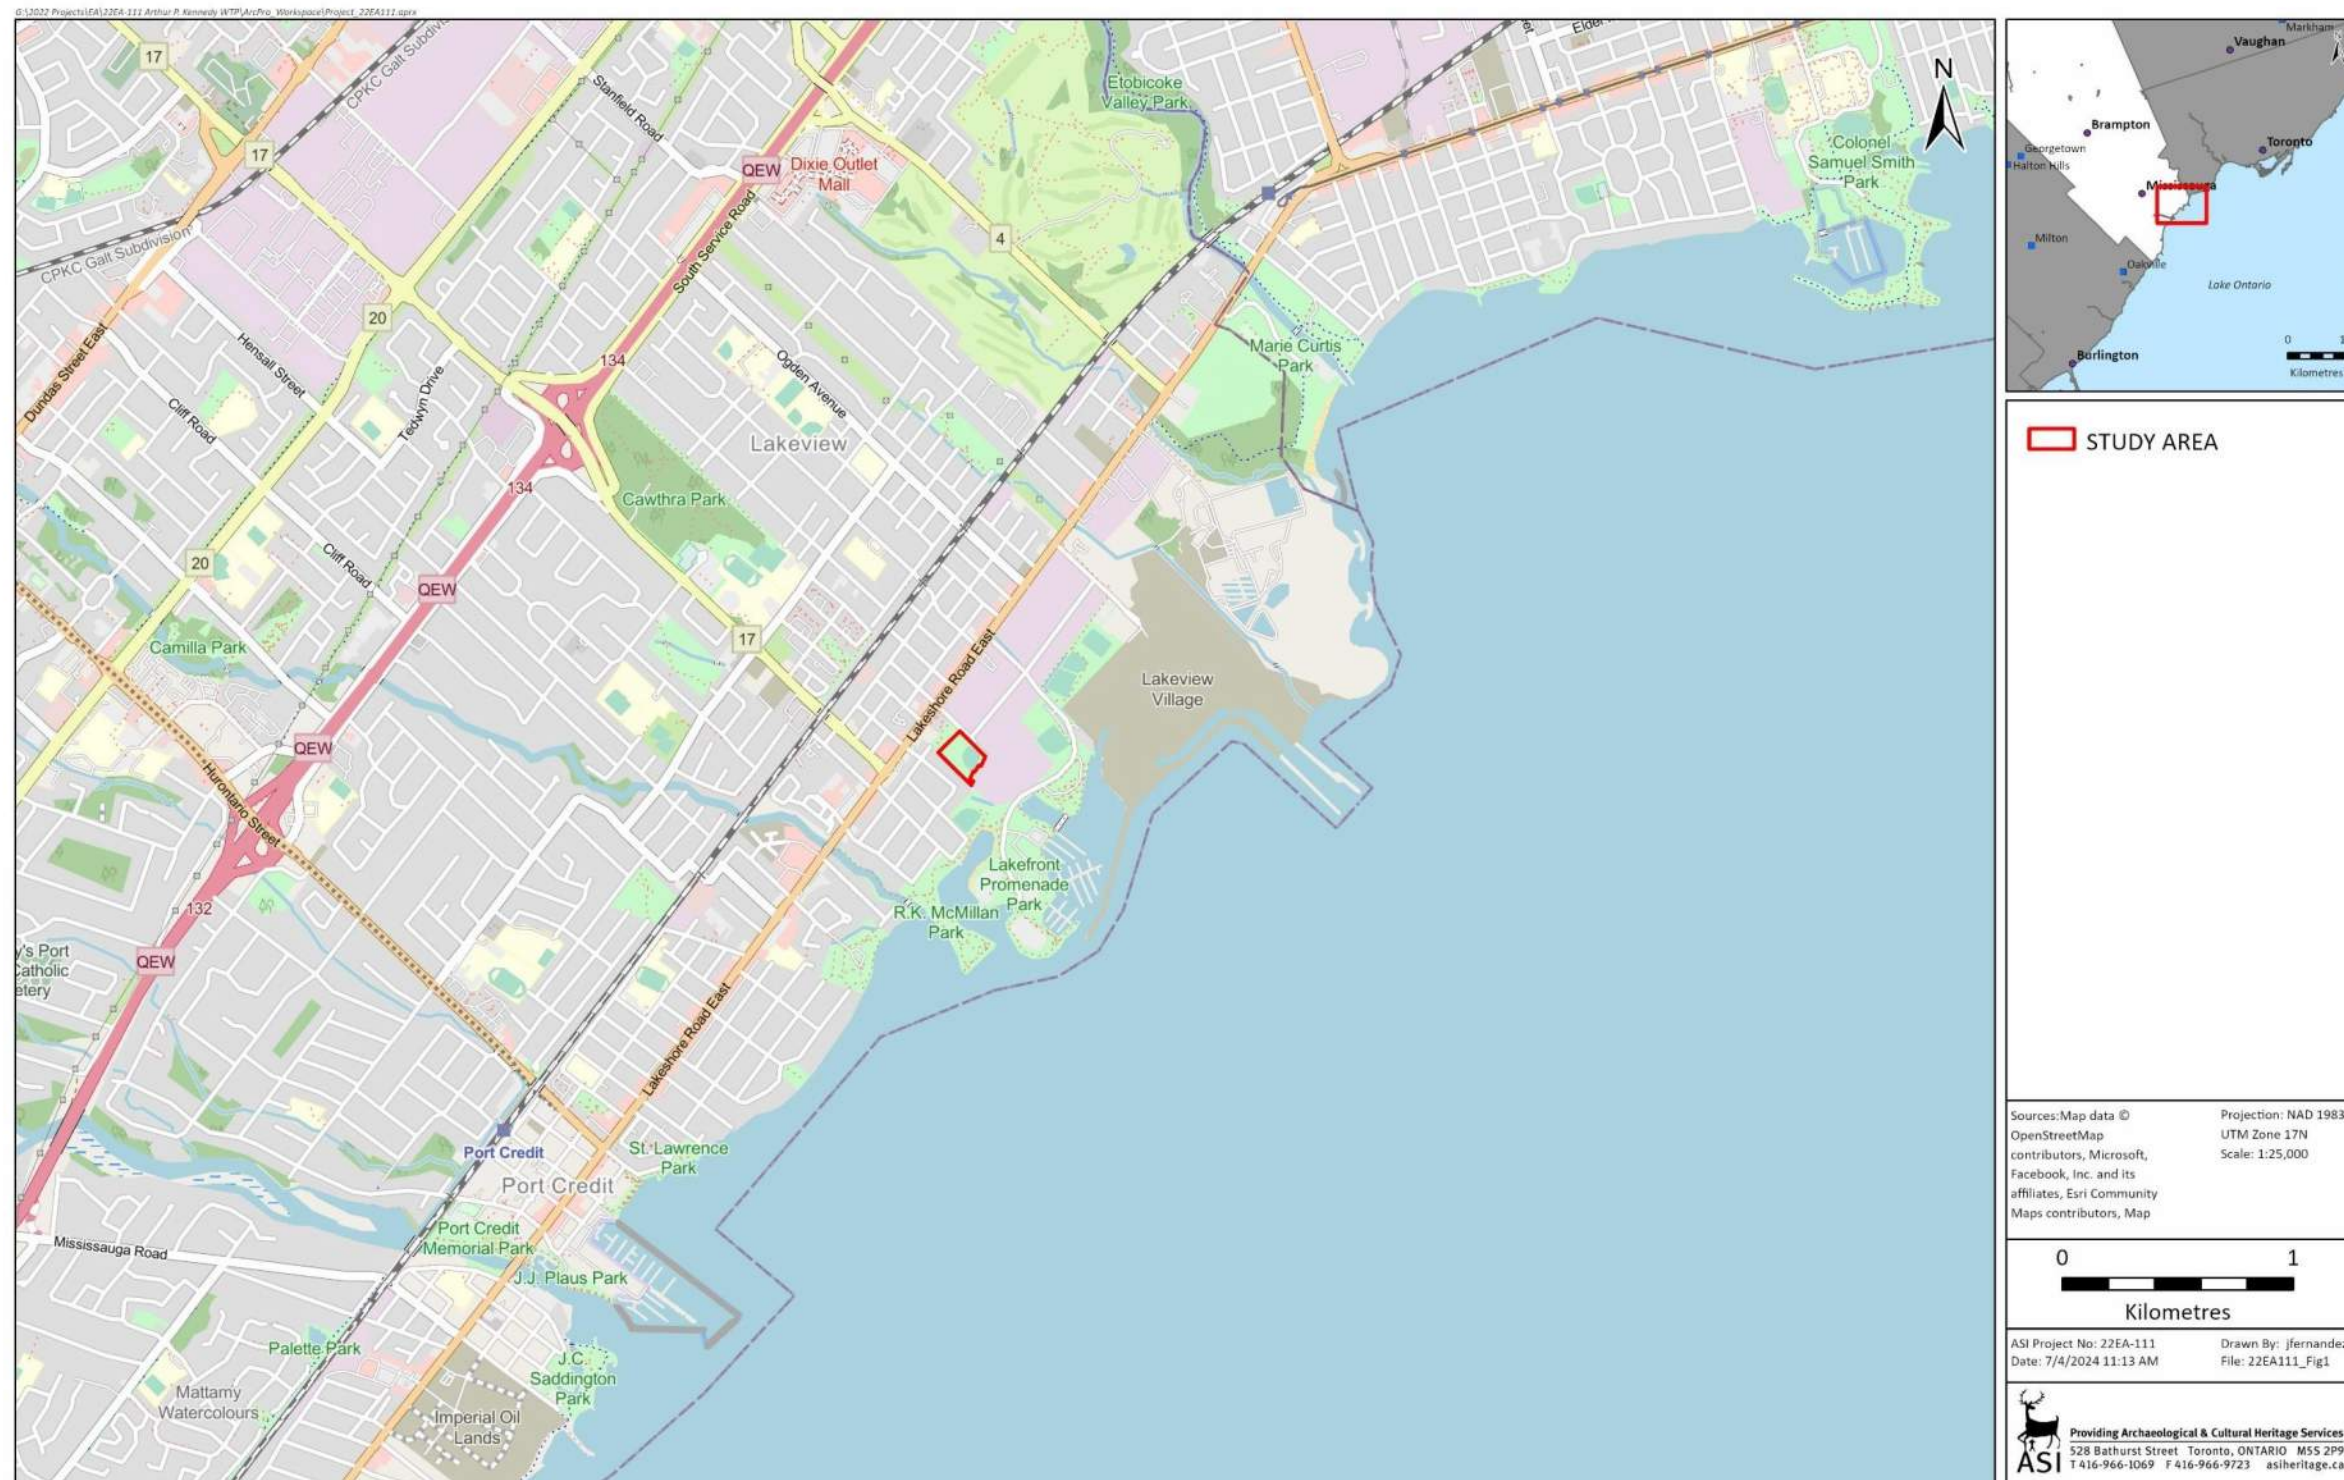 G:\2022 Projects\EA\22EA-111 Arthur P. Kennedy WTP\ArcPro_Workspace\Project_22EA111.aprx
17
CPKC Galt Subdivis
Stanfield Road
Elder
Etobicoke
Valley Park
N
17
QEW
Dixie Outlet
Mall
Colonel
Samuel Smith
Park
CPKC Galt Subdivision
South Service Road
4
20
Dundas Street East
Hensall Street
134
Marie Curtis
Park
Cliff Road
Tedwyn Drive
Ogden Avenue
Lakeview
134
Cawthra Park
20
Cliff Road
QEW
17
Camilla Park
Lakeshore Road East
Lakeview
Village
QEW
Hurontario Street
Lakefront
Promenade
Park
132
R.K. McMillan
Park
y's Port
Catholic
etery
QEW
Lakeshore Road East
Port Credit
St. Lawrence
Park
Port Credit
Port Credit
Memorial Park
Mississauga Road
J.J. Plaus Park
Palette Park
J.C.
Saddington
Park
Mattamy
Watercolours
Imperial Oil
Lands
Markham
Vaughan
Brampton
Toronto
Georgetown
Halton Hills
Mississauga
Milton
Oakville
Lake Ontario
Burlington
0 1
Kilometres
STUDY AREA
Sources:Map data ©
OpenStreetMap
contributors, Microsoft,
Facebook, Inc. and its
affiliates, Esri Community
Maps contributors, Map
Projection: NAD 1983
UTM Zone 17N
Scale: 1:25,000
0 1
Kilometres
ASI Project No: 22EA-111
Date: 7/4/2024 11:13 AM
Drawn By: jfernandez
File: 22EA111_Fig1
ASI
Providing Archaeological & Cultural Heritage Services
528 Bathurst Street Toronto, ONTARIO M5S 2P9
T 416-966-1069 F 416-966-9723 asiheritage.ca